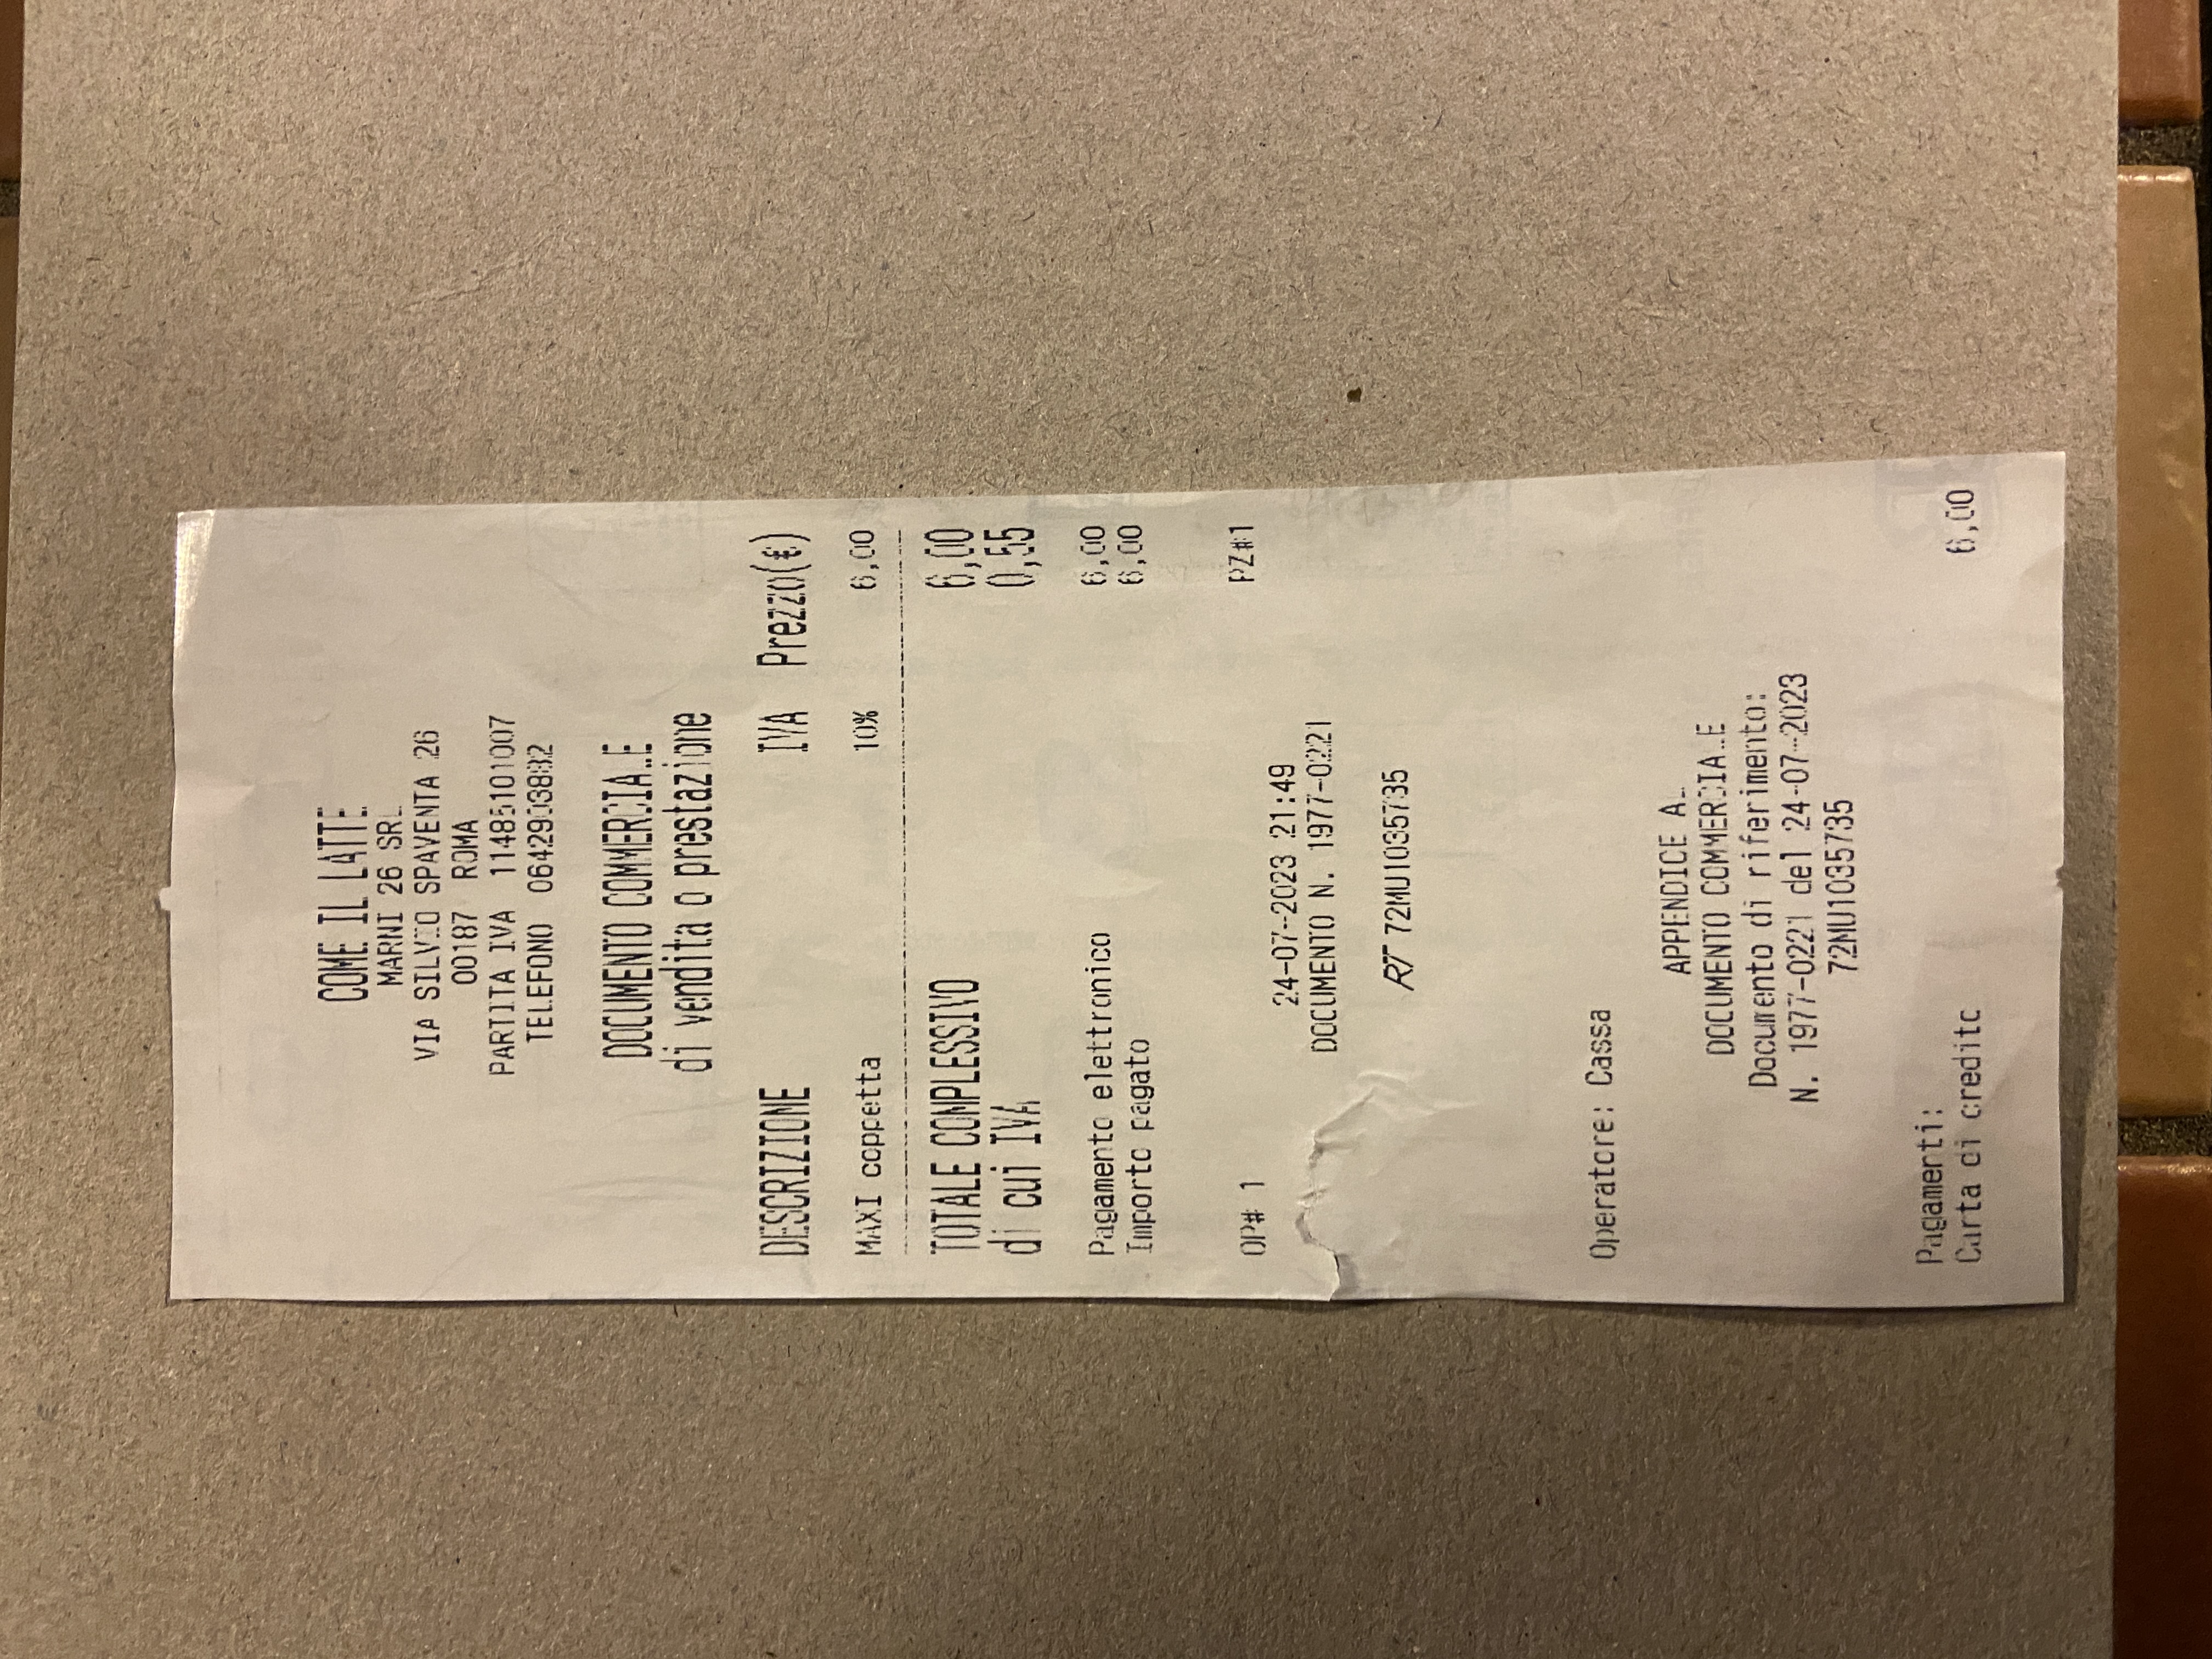 COME IL LATTE
MARNI 26 SRL
VIA SILVIO SPAVENTA 26
00187 ROMA
PARTITA IVA 11485101007
TELEFONO 0642903882
DOCUMENTO COMMERCIALE
di vendita o prestazione
DESCRIZIONE IVA Prezzo(€)
MAXI coppetta 10% 6,00
TOTALE COMPLESSIVO 6,00
di cui IVA 0,55
Pagamento elettronico 6,00
Importo pagato 6,00
OP# 1 PZ#1
24-07-2023 21:49
DOCUMENTO N. 1977-0221
RT 72MU1035735
Operatore: Cassa
APPENDICE AL
DOCUMENTO COMMERCIALE
Documento di riferimento:
N. 1977-0221 del 24-07-2023
72MU1035735
Pagamenti:
Carta di credito 6,00